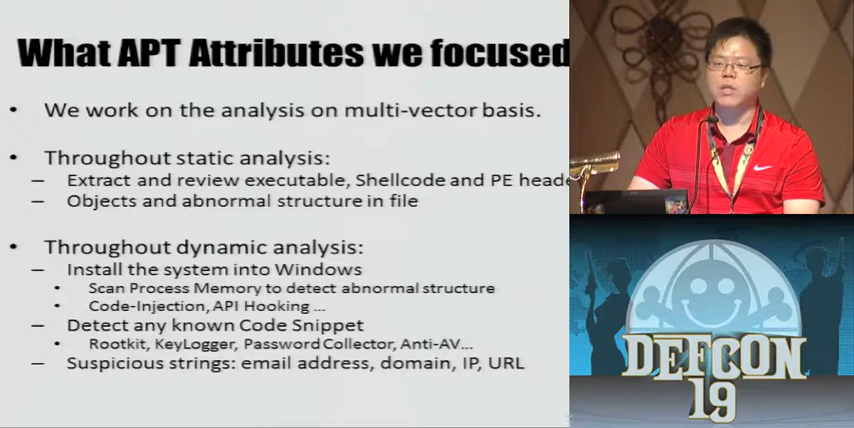 What APT Attributes we focused
• We work on the analysis on multi-vector basis.
• Throughout static analysis:
– Extract and review executable, Shellcode and PE heade
– Objects and abnormal structure in file
• Throughout dynamic analysis:
– Install the system into Windows
• Scan Process Memory to detect abnormal structure
• Code-Injection, API Hooking ...
– Detect any known Code Snippet
• Rootkit, KeyLogger, Password Collector, Anti-AV...
– Suspicious strings: email address, domain, IP, URL
DEFCON
19